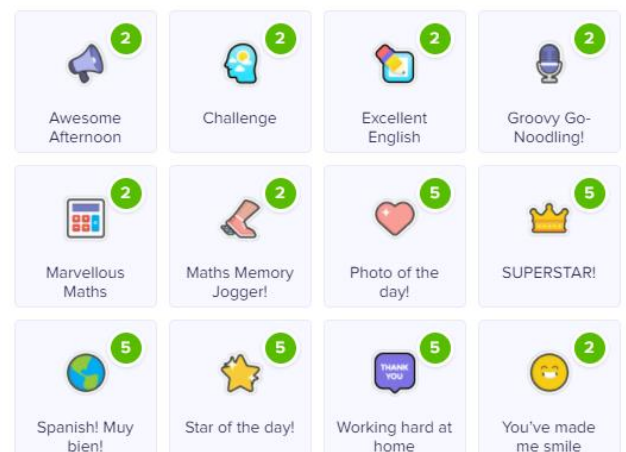 2
2
2
2
Awesome
Afternoon
Challenge
Excellent
English
Groovy Go-
Noodling!
2
2
5
5
Marvellous
Maths
Maths Memory
Jogger!
Photo of the
day!
SUPERSTAR!
5
5
THANK
YOU
5
2
Spanish! Muy
bien!
Star of the day!
Working hard at
home
You've made
me smile